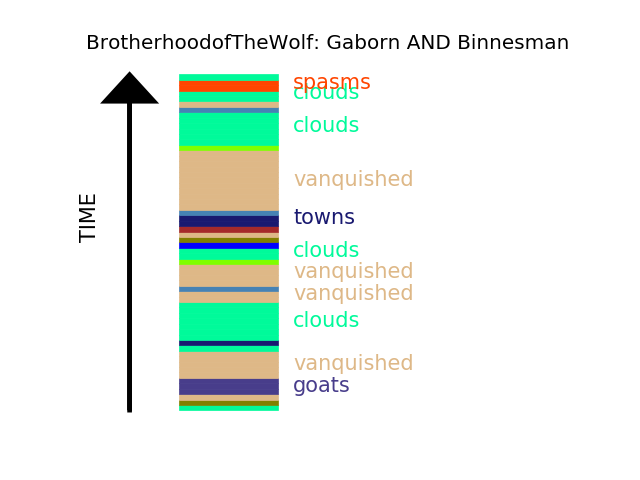 BrotherhoodofTheWolf: Gaborn AND Binnesman
spasms
clouds
clouds
vanquished
towns
clouds
vanquished
vanquished
clouds
vanquished
goats
TIME